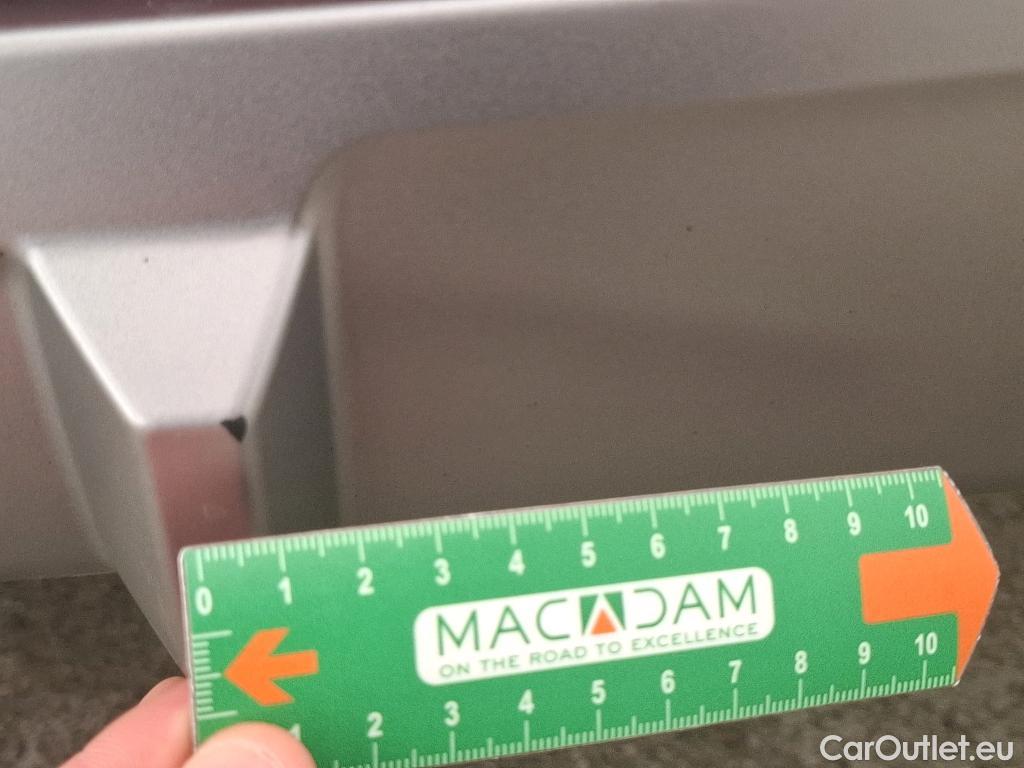 0 1 2 3 4 5 6 7 8 9 10
MACADAM
ON THE ROAD TO EXCELLENCE
1 2 3 4 5 6 7 8 9 10
CarOutlet.eu